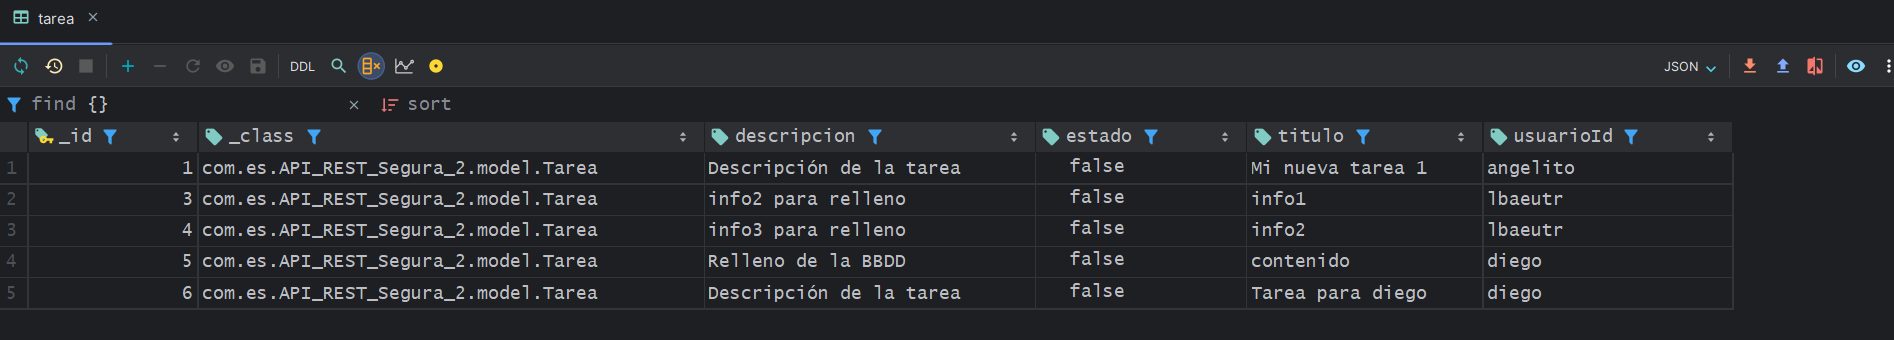 tarea
DDL JSON
find {} sort
_id _class descripcion estado titulo usuarioId
1 1 com.es.API_REST_Segura_2.model.Tarea Descripción de la tarea false Mi nueva tarea 1 angelito
2 3 com.es.API_REST_Segura_2.model.Tarea info2 para relleno false info1 lbaeutr
3 4 com.es.API_REST_Segura_2.model.Tarea info3 para relleno false info2 lbaeutr
4 5 com.es.API_REST_Segura_2.model.Tarea Relleno de la BBDD false contenido diego
5 6 com.es.API_REST_Segura_2.model.Tarea Descripción de la tarea false Tarea para diego diego